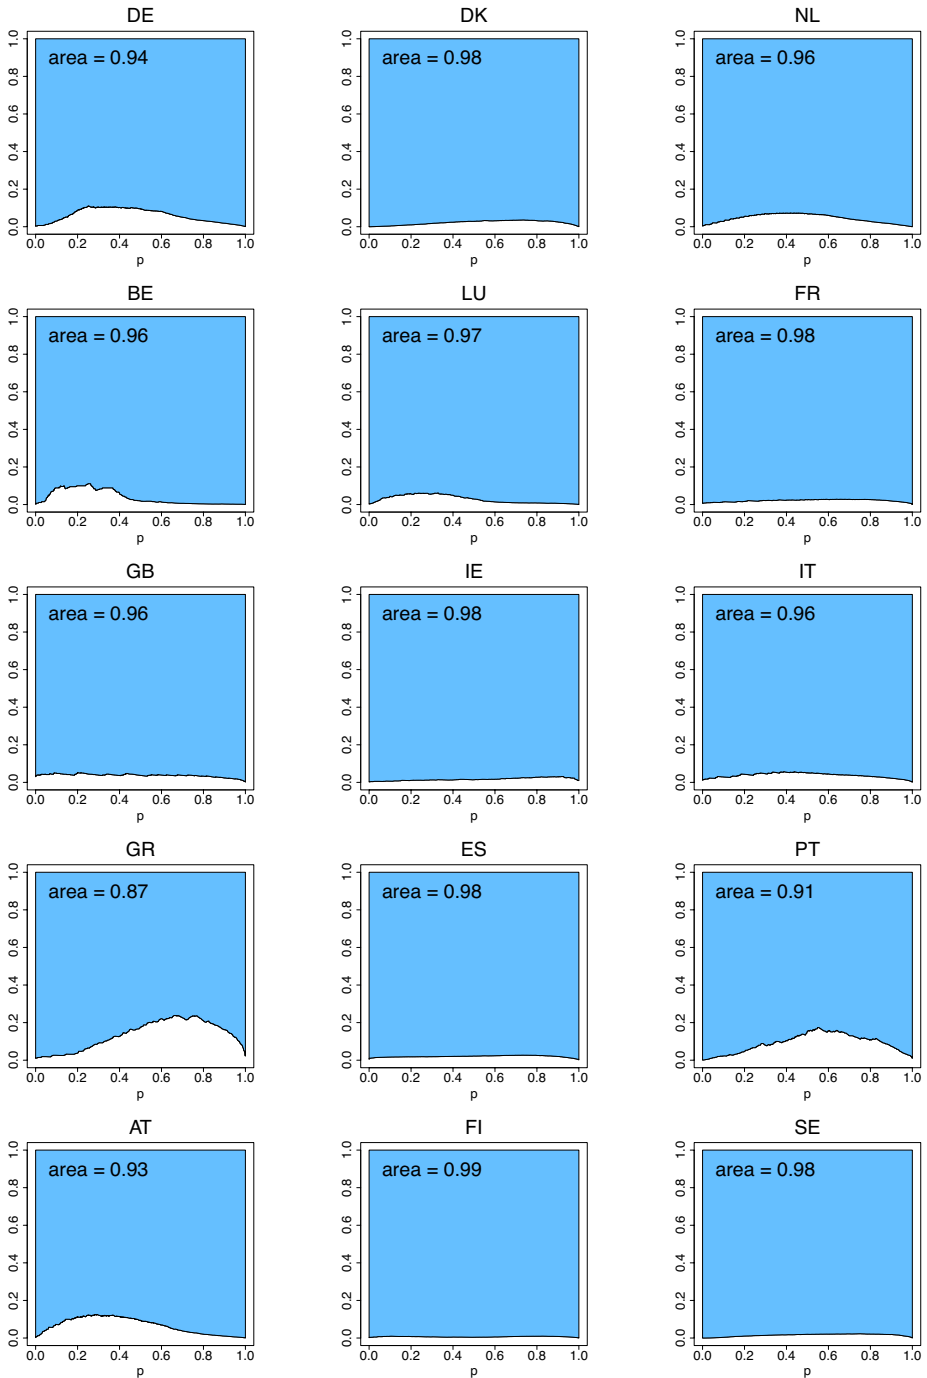 DE DK NL
area = 0.94 area = 0.98 area = 0.96
0.0 0.2 0.4 0.6 0.8 1.0 0.0 0.2 0.4 0.6 0.8 1.0 0.0 0.2 0.4 0.6 0.8 1.0
0.0 0.2 0.4 0.6 0.8 1.0 0.0 0.2 0.4 0.6 0.8 1.0 0.0 0.2 0.4 0.6 0.8 1.0
p p p
BE LU FR
area = 0.96 area = 0.97 area = 0.98
0.0 0.2 0.4 0.6 0.8 1.0 0.0 0.2 0.4 0.6 0.8 1.0 0.0 0.2 0.4 0.6 0.8 1.0
0.0 0.2 0.4 0.6 0.8 1.0 0.0 0.2 0.4 0.6 0.8 1.0 0.0 0.2 0.4 0.6 0.8 1.0
p p p
GB IE IT
area = 0.96 area = 0.98 area = 0.96
0.0 0.2 0.4 0.6 0.8 1.0 0.0 0.2 0.4 0.6 0.8 1.0 0.0 0.2 0.4 0.6 0.8 1.0
0.0 0.2 0.4 0.6 0.8 1.0 0.0 0.2 0.4 0.6 0.8 1.0 0.0 0.2 0.4 0.6 0.8 1.0
p p p
GR ES PT
area = 0.87 area = 0.98 area = 0.91
0.0 0.2 0.4 0.6 0.8 1.0 0.0 0.2 0.4 0.6 0.8 1.0 0.0 0.2 0.4 0.6 0.8 1.0
0.0 0.2 0.4 0.6 0.8 1.0 0.0 0.2 0.4 0.6 0.8 1.0 0.0 0.2 0.4 0.6 0.8 1.0
p p p
AT FI SE
area = 0.93 area = 0.99 area = 0.98
0.0 0.2 0.4 0.6 0.8 1.0 0.0 0.2 0.4 0.6 0.8 1.0 0.0 0.2 0.4 0.6 0.8 1.0
0.0 0.2 0.4 0.6 0.8 1.0 0.0 0.2 0.4 0.6 0.8 1.0 0.0 0.2 0.4 0.6 0.8 1.0
p p p